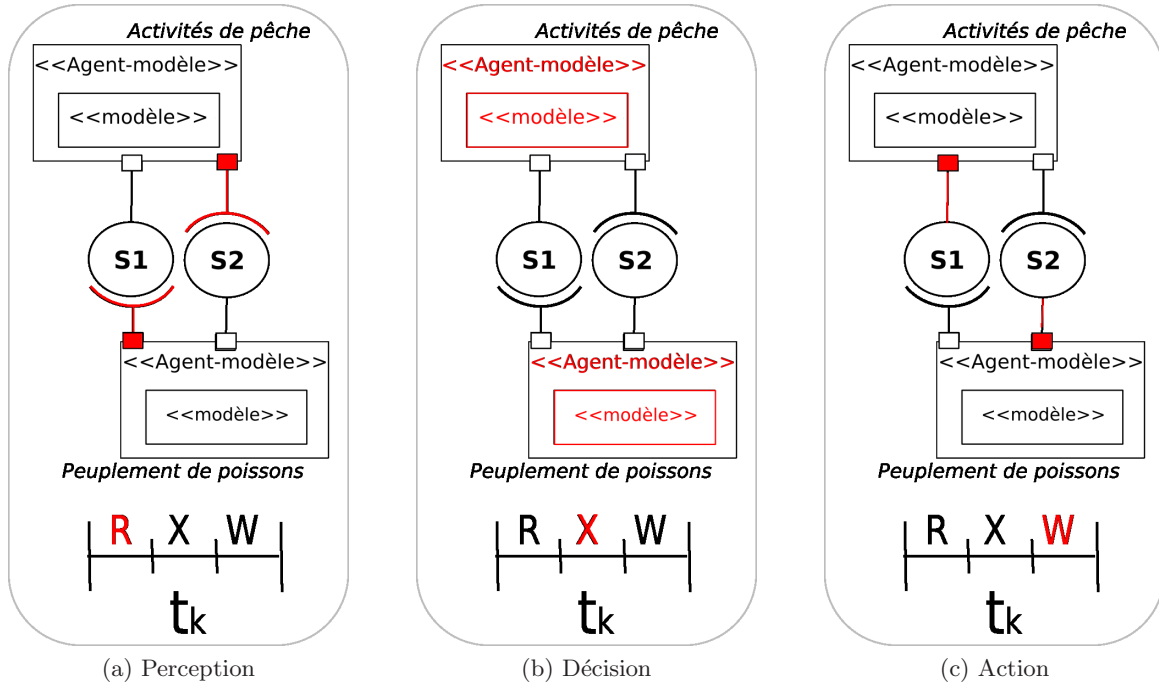 Activités de pêche
<<Agent-modèle>>
<<modèle>>
S1 S2
<<Agent-modèle>>
<<modèle>>
Peuplement de poissons
R X W
tk
(a) Perception
Activités de pêche
<<Agent-modèle>>
<<modèle>>
S1 S2
<<Agent-modèle>>
<<modèle>>
Peuplement de poissons
R X W
tk
(b) Décision
Activités de pêche
<<Agent-modèle>>
<<modèle>>
S1 S2
<<Agent-modèle>>
<<modèle>>
Peuplement de poissons
R X W
tk
(c) Action